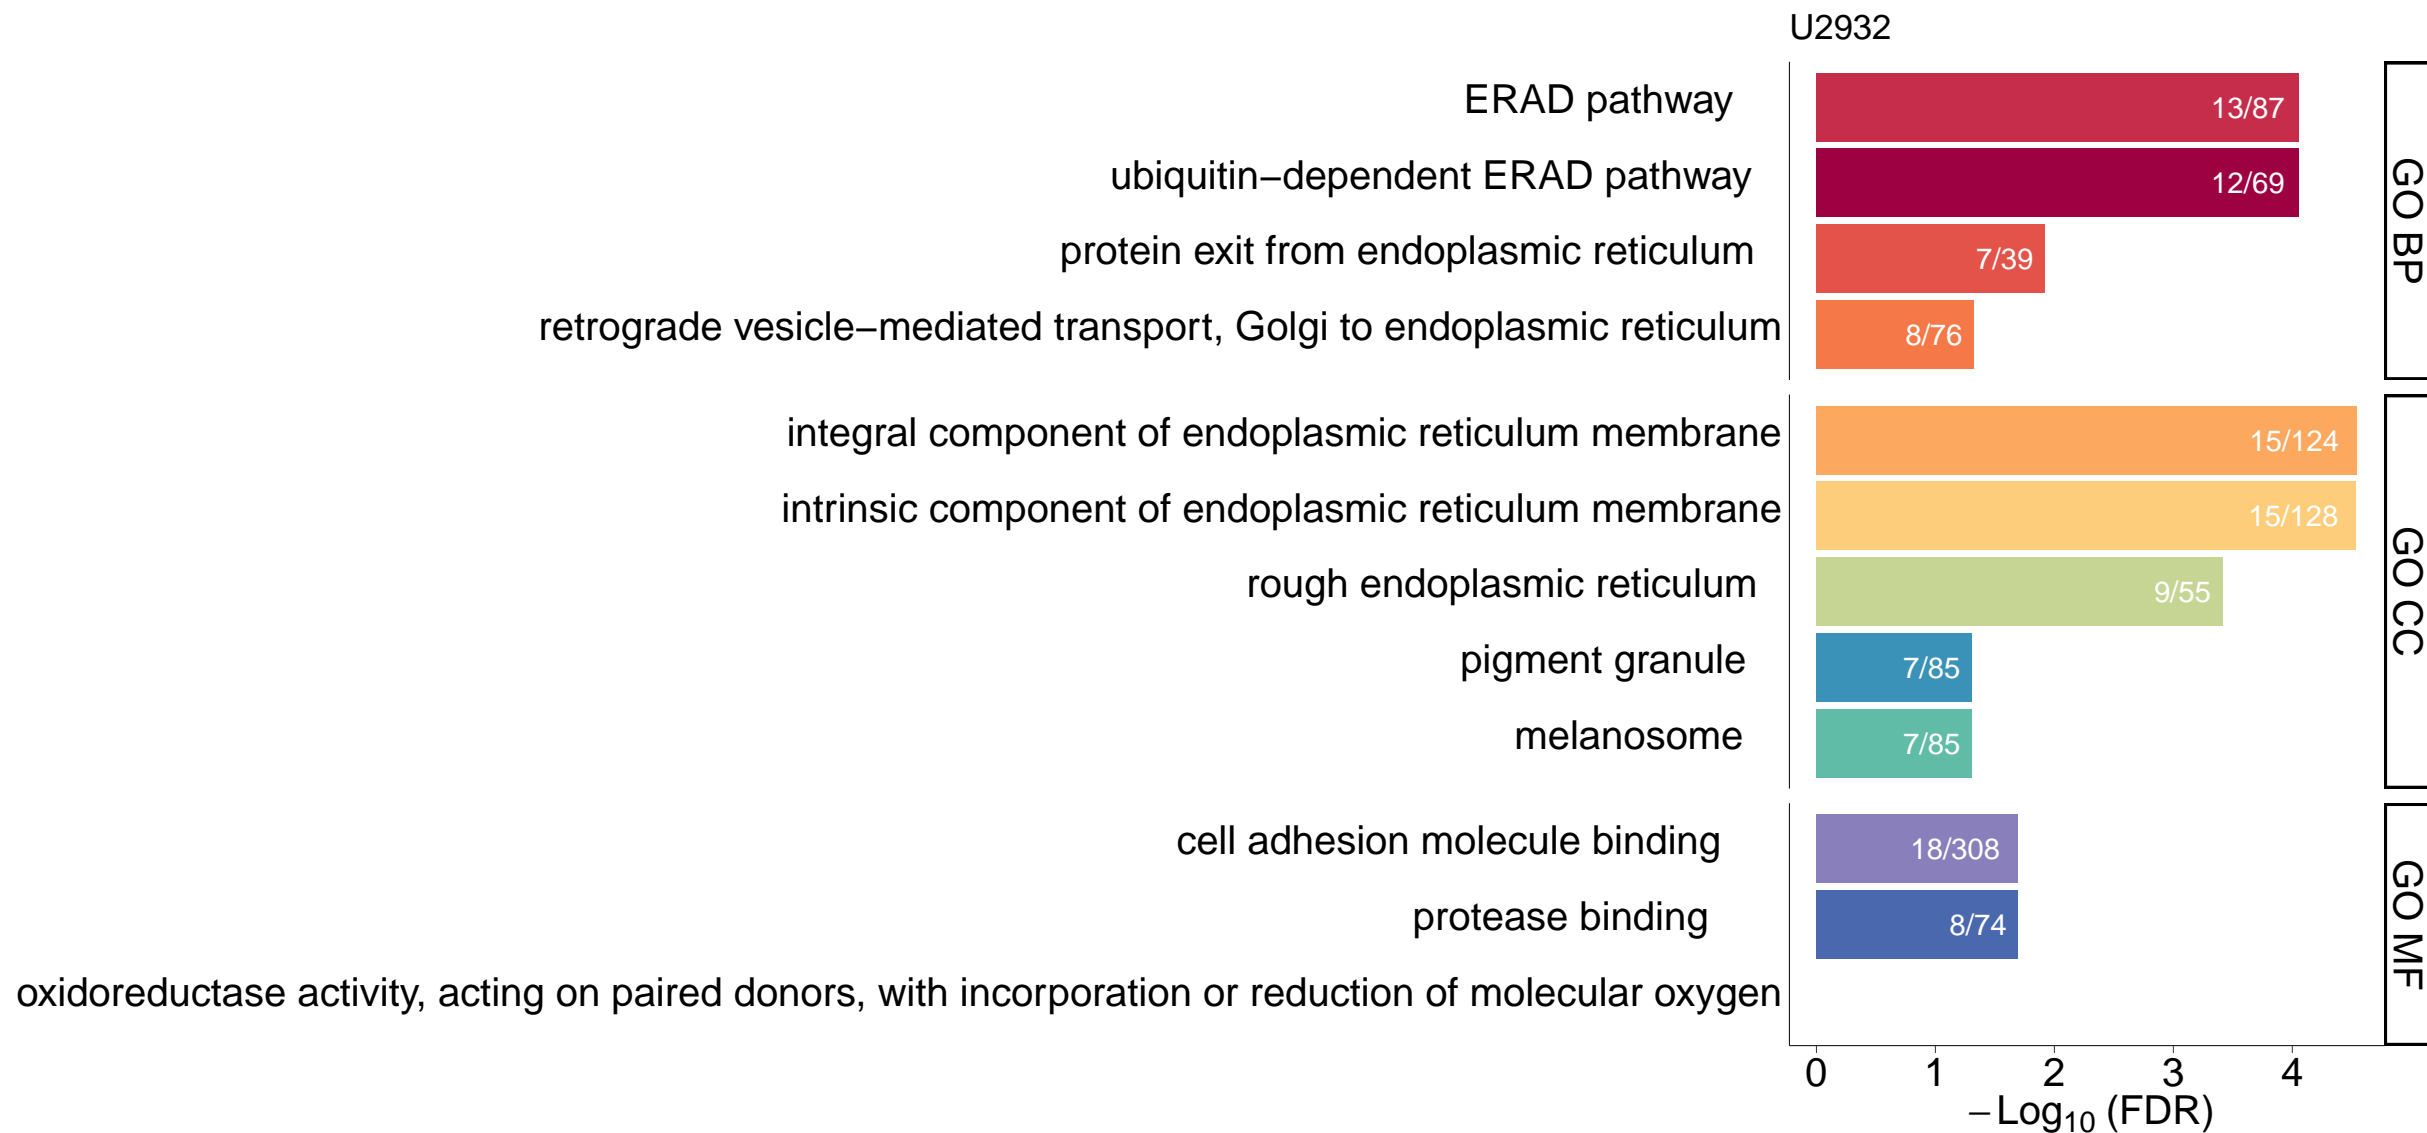 U2932
ERAD pathway 13/87
ubiquitin−dependent ERAD pathway 12/69
protein exit from endoplasmic reticulum 7/39
retrograde vesicle−mediated transport, Golgi to endoplasmic reticulum 8/76
GO BP
integral component of endoplasmic reticulum membrane 15/124
intrinsic component of endoplasmic reticulum membrane 15/128
rough endoplasmic reticulum 9/55
pigment granule 7/85
melanosome 7/85
GO CC
cell adhesion molecule binding 18/308
protease binding 8/74
oxidoreductase activity, acting on paired donors, with incorporation or reduction of molecular oxygen
GO MF
0 1 2 3 4
−Log₁₀ (FDR)